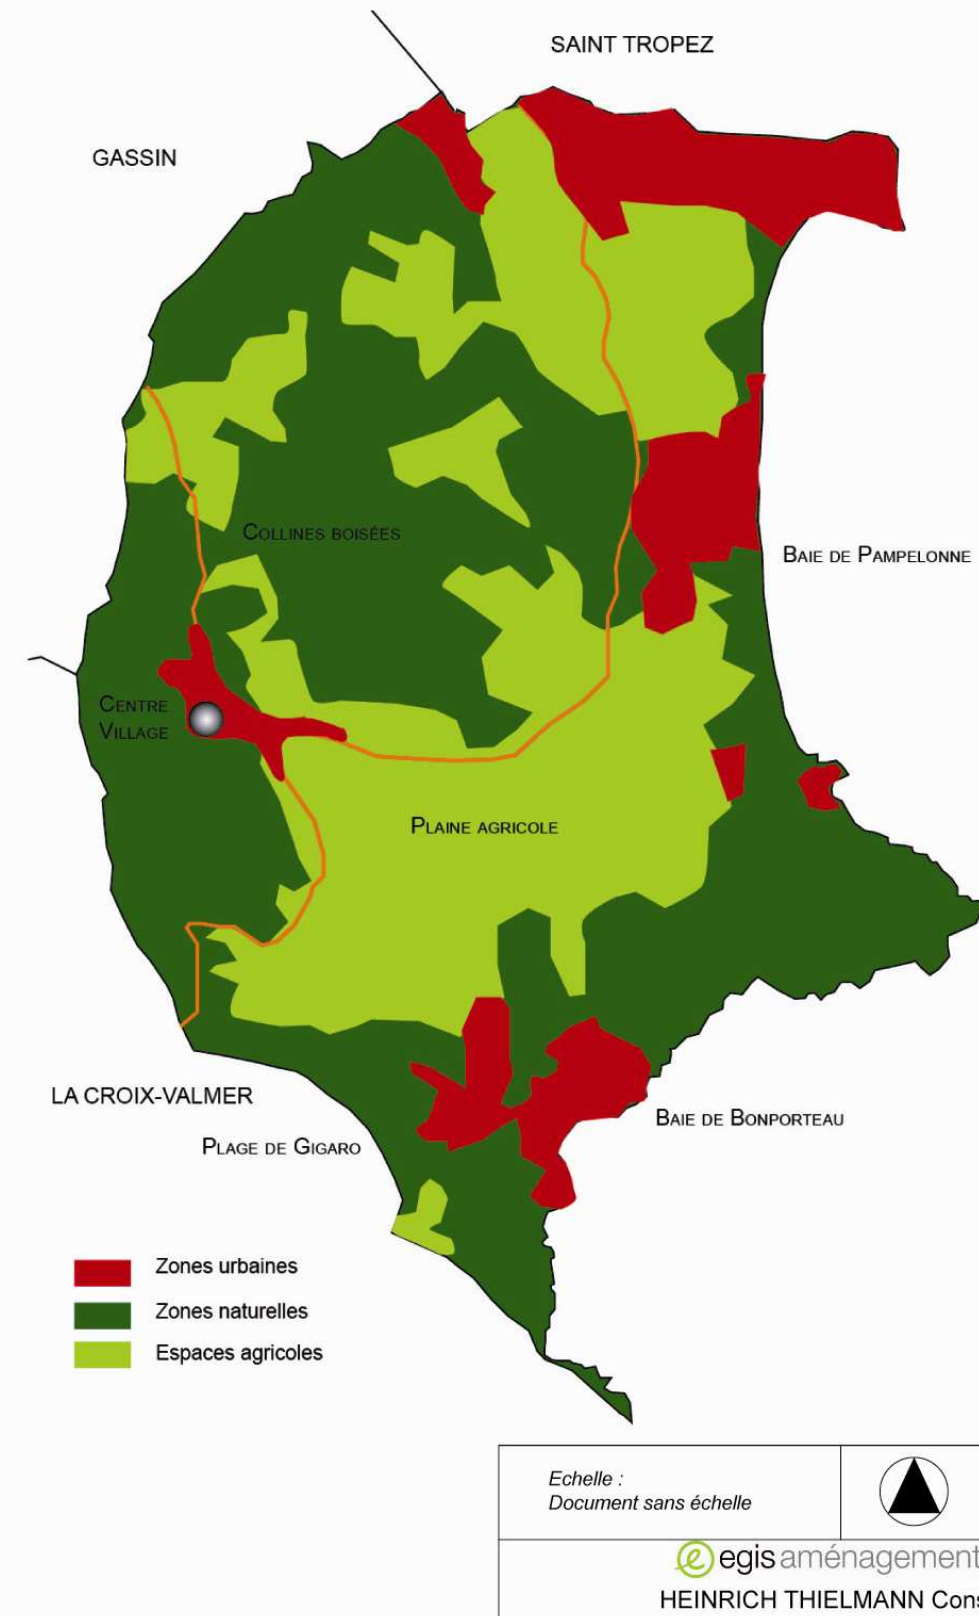 SAINT TROPEZ
GASSIN
COLLINES BOISÉES
BAIE DE PAMPELONNE
CENTRE
VILLAGE
PLAINE AGRICOLE
LA CROIX-VALMER
PLAGE DE GIGARO
BAIE DE BONPORTEAU
Zones urbaines
Zones naturelles
Espaces agricoles
Echelle :
Document sans échelle
egis aménagement
HEINRICH THIELMANN Cons